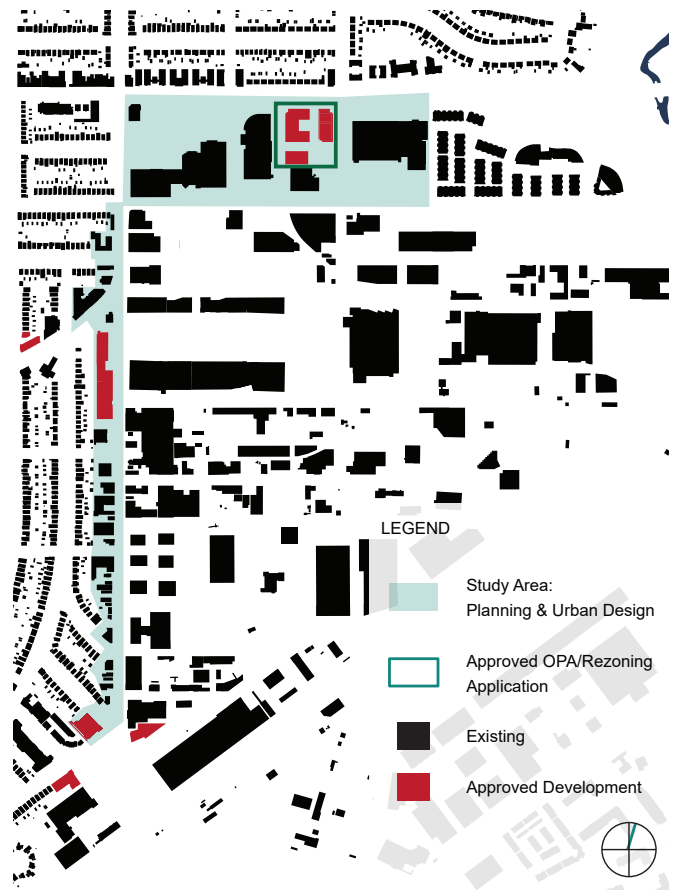 LEGEND
Study Area:
Planning & Urban Design
Approved OPA/Rezoning
Application
Existing
Approved Development